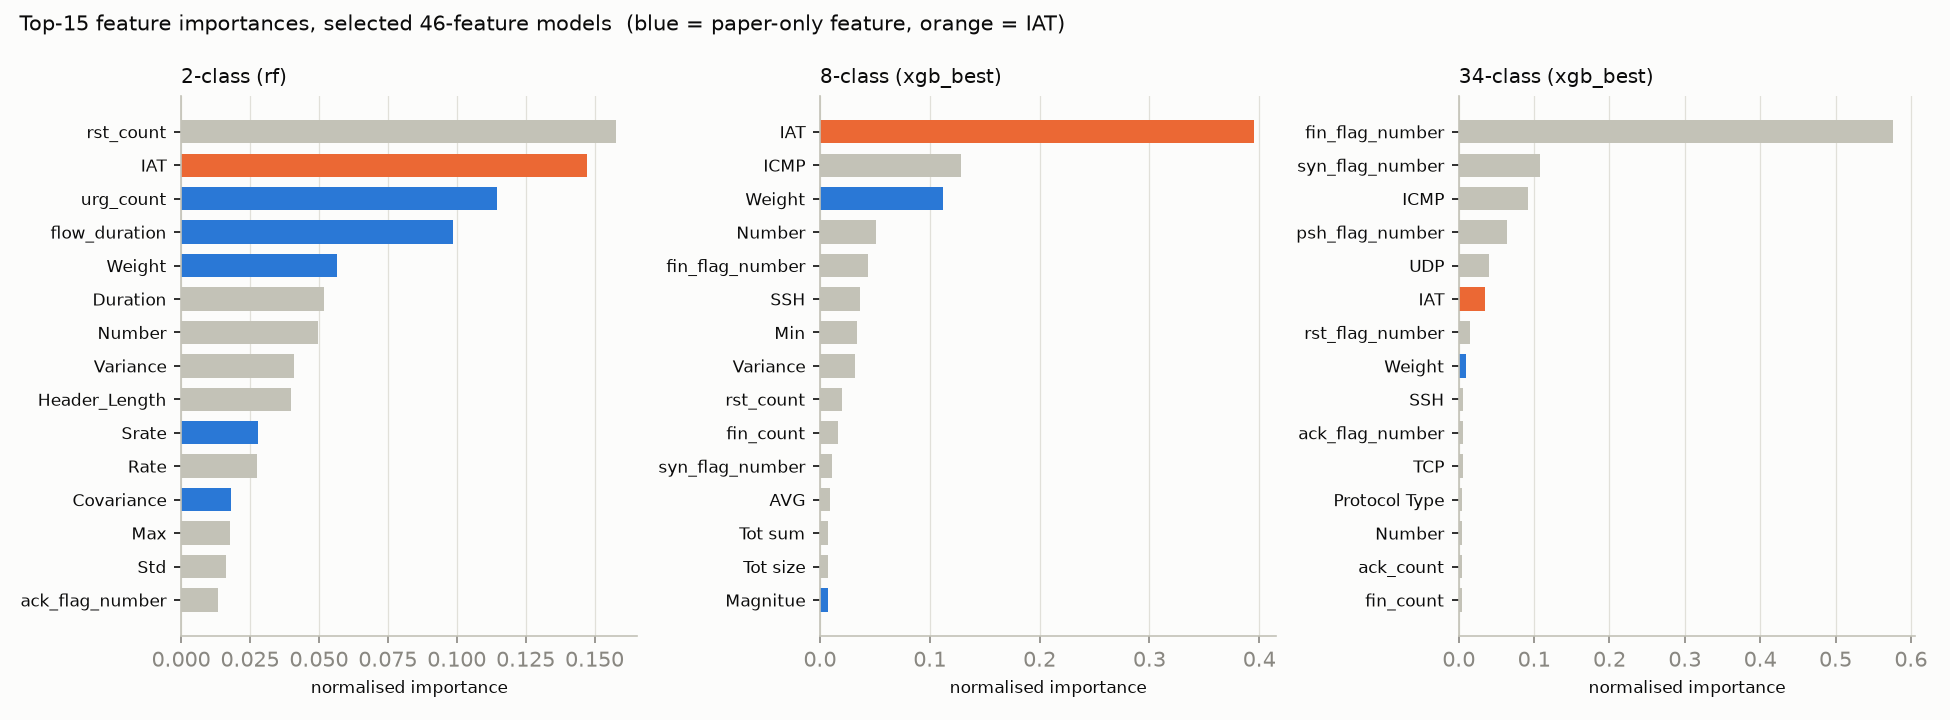 Top-15 feature importances, selected 46-feature models  (blue = paper-only feature, orange = IAT)
2-class (rf)
rst_count
IAT
urg_count
flow_duration
Weight
Duration
Number
Variance
Header_Length
Srate
Rate
Covariance
Max
Std
ack_flag_number
0.000 0.025 0.050 0.075 0.100 0.125 0.150
normalised importance
8-class (xgb_best)
IAT
ICMP
Weight
Number
fin_flag_number
SSH
Min
Variance
rst_count
fin_count
syn_flag_number
AVG
Tot sum
Tot size
Magnitue
0.0 0.1 0.2 0.3 0.4
normalised importance
34-class (xgb_best)
fin_flag_number
syn_flag_number
ICMP
psh_flag_number
UDP
IAT
rst_flag_number
Weight
SSH
ack_flag_number
TCP
Protocol Type
Number
ack_count
fin_count
0.0 0.1 0.2 0.3 0.4 0.5 0.6
normalised importance